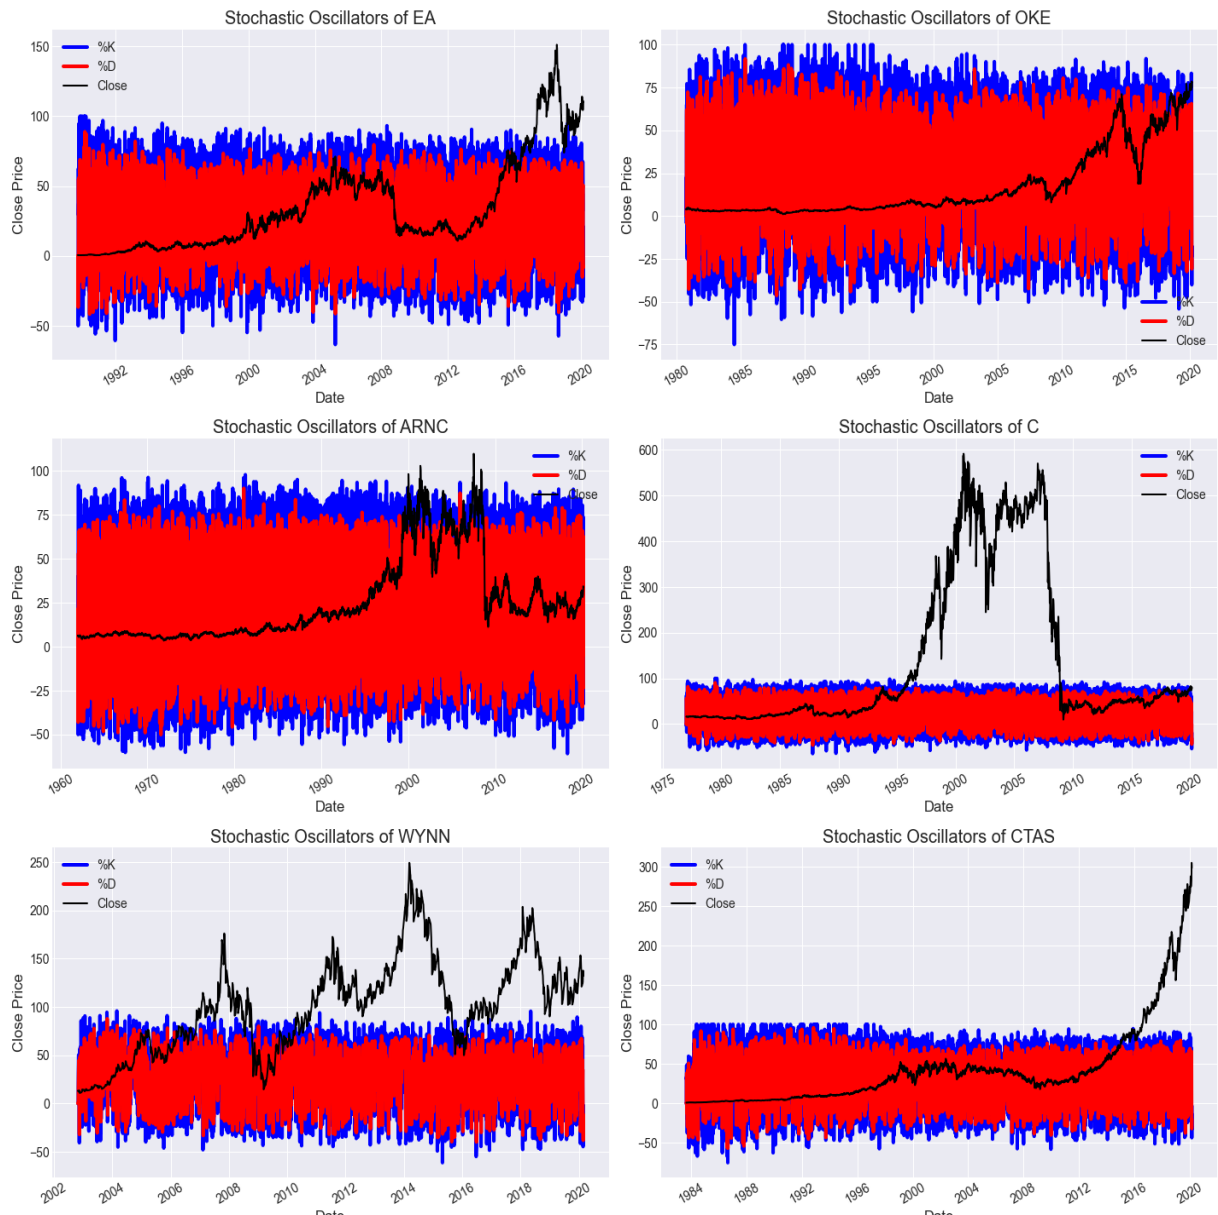 Stochastic Oscillators of EA
%K
%D
Close
Close Price
150
100
50
0
−50
1992
1996
2000
2004
2008
2012
2016
2020
Date
Stochastic Oscillators of OKE
Close Price
100
75
50
25
0
−25
−50
−75
%K
%D
Close
1980
1985
1990
1995
2000
2005
2010
2015
2020
Date
Stochastic Oscillators of ARNC
%K
%D
Close
Close Price
100
75
50
25
0
−25
−50
1960
1970
1980
1990
2000
2010
2020
Date
Stochastic Oscillators of C
%K
%D
Close
Close Price
600
500
400
300
200
100
0
1975
1980
1985
1990
1995
2000
2005
2010
2015
2020
Date
Stochastic Oscillators of WYNN
%K
%D
Close
Close Price
250
200
150
100
50
0
−50
2002
2004
2006
2008
2010
2012
2014
2016
2018
2020
Date
Stochastic Oscillators of CTAS
%K
%D
Close
Close Price
300
250
200
150
100
50
0
−50
1984
1988
1992
1996
2000
2004
2008
2012
2016
2020
Date